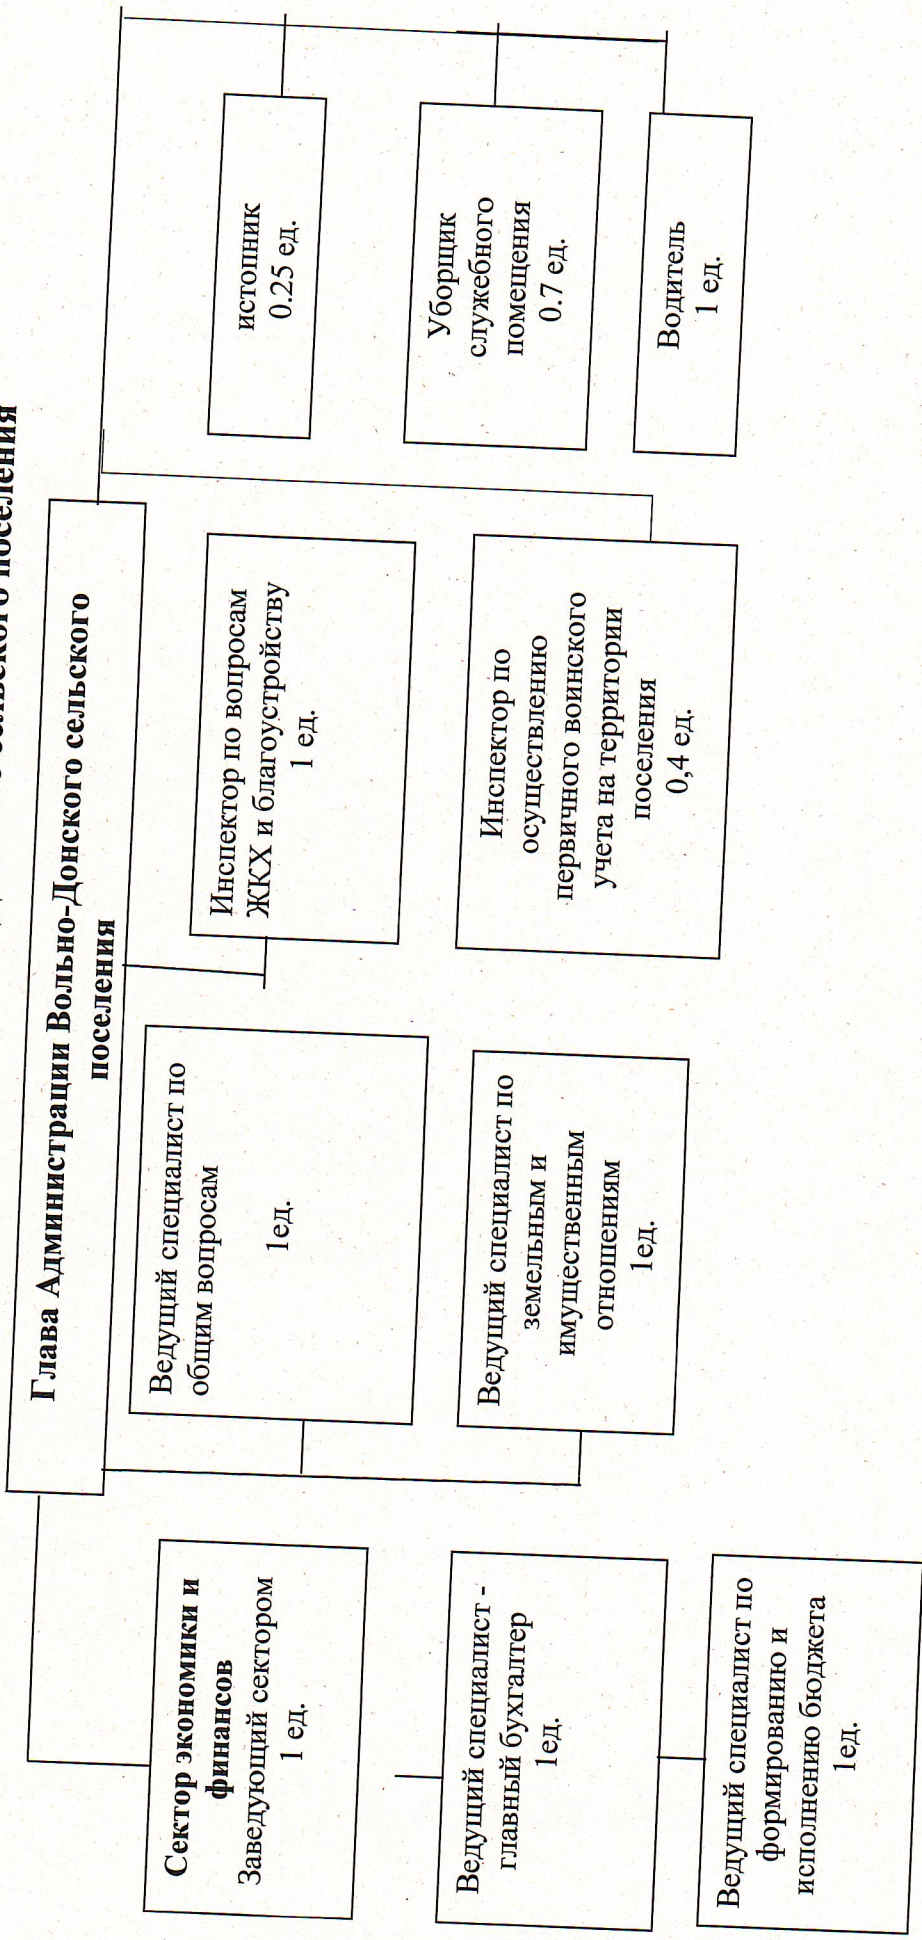 сельского поселения
Глава Администрации Вольно-Донского сельского
поселения
Сектор экономики и
финансов
Заведующий сектором
1 ед.
Ведущий специалист -
главный бухгалтер
1ед.
Ведущий специалист по
формированию и
исполнению бюджета
1ед.
Ведущий специалист по
общим вопросам
1ед.
Ведущий специалист по
земельным и
имущественным
отношениям
1ед.
Инспектор по вопросам
ЖКХ и благоустройству
1 ед.
Инспектор по
осуществлению
первичного воинского
учета на территории
поселения
0,4 ед.
истопник
0.25 ед.
Уборщик
служебного
помещения
0.7 ед.
Водитель
1 ед.